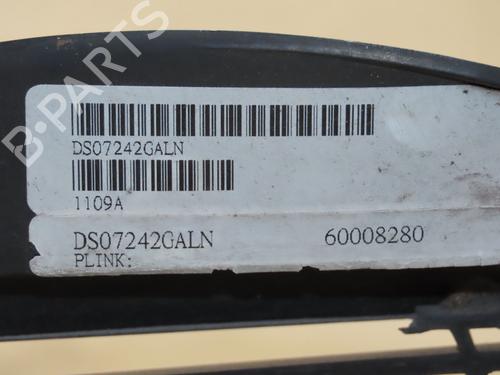 B-PARTS
DS07242GALN
1109A
DS07242GALN 60008280
PLINK: